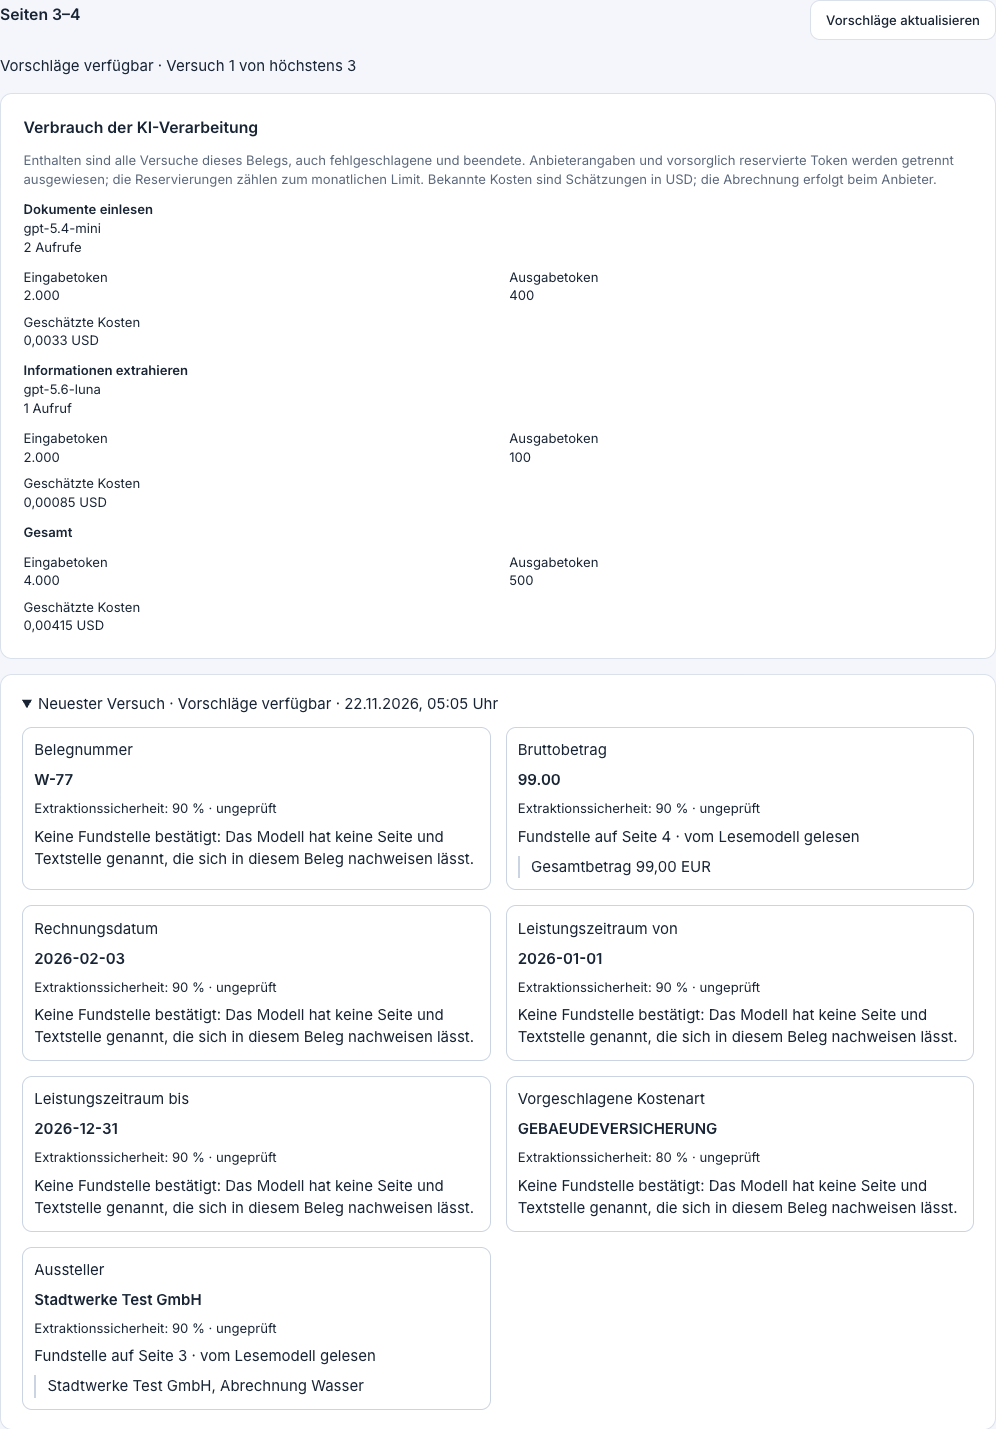 Seiten 3–4
Vorschläge aktualisieren
Vorschläge verfügbar · Versuch 1 von höchstens 3
Verbrauch der KI-Verarbeitung
Enthalten sind alle Versuche dieses Belegs, auch fehlgeschlagene und beendete. Anbieterangaben und vorsorglich reservierte Token werden getrennt
ausgewiesen; die Reservierungen zählen zum monatlichen Limit. Bekannte Kosten sind Schätzungen in USD; die Abrechnung erfolgt beim Anbieter.
Dokumente einlesen
gpt-5.4-mini
2 Aufrufe
Eingabetoken
2.000
Ausgabetoken
400
Geschätzte Kosten
0,0033 USD
Informationen extrahieren
gpt-5.6-luna
1 Aufruf
Eingabetoken
2.000
Ausgabetoken
100
Geschätzte Kosten
0,00085 USD
Gesamt
Eingabetoken
4.000
Ausgabetoken
500
Geschätzte Kosten
0,00415 USD
▼ Neuester Versuch · Vorschläge verfügbar · 22.11.2026, 05:05 Uhr
Belegnummer
W-77
Extraktionssicherheit: 90 % · ungeprüft
Keine Fundstelle bestätigt: Das Modell hat keine Seite und
Textstelle genannt, die sich in diesem Beleg nachweisen lässt.
Bruttobetrag
99.00
Extraktionssicherheit: 90 % · ungeprüft
Fundstelle auf Seite 4 · vom Lesemodell gelesen
Gesamtbetrag 99,00 EUR
Rechnungsdatum
2026-02-03
Extraktionssicherheit: 90 % · ungeprüft
Keine Fundstelle bestätigt: Das Modell hat keine Seite und
Textstelle genannt, die sich in diesem Beleg nachweisen lässt.
Leistungszeitraum von
2026-01-01
Extraktionssicherheit: 90 % · ungeprüft
Keine Fundstelle bestätigt: Das Modell hat keine Seite und
Textstelle genannt, die sich in diesem Beleg nachweisen lässt.
Leistungszeitraum bis
2026-12-31
Extraktionssicherheit: 90 % · ungeprüft
Keine Fundstelle bestätigt: Das Modell hat keine Seite und
Textstelle genannt, die sich in diesem Beleg nachweisen lässt.
Vorgeschlagene Kostenart
GEBAEUDEVERSICHERUNG
Extraktionssicherheit: 80 % · ungeprüft
Keine Fundstelle bestätigt: Das Modell hat keine Seite und
Textstelle genannt, die sich in diesem Beleg nachweisen lässt.
Aussteller
Stadtwerke Test GmbH
Extraktionssicherheit: 90 % · ungeprüft
Fundstelle auf Seite 3 · vom Lesemodell gelesen
Stadtwerke Test GmbH, Abrechnung Wasser